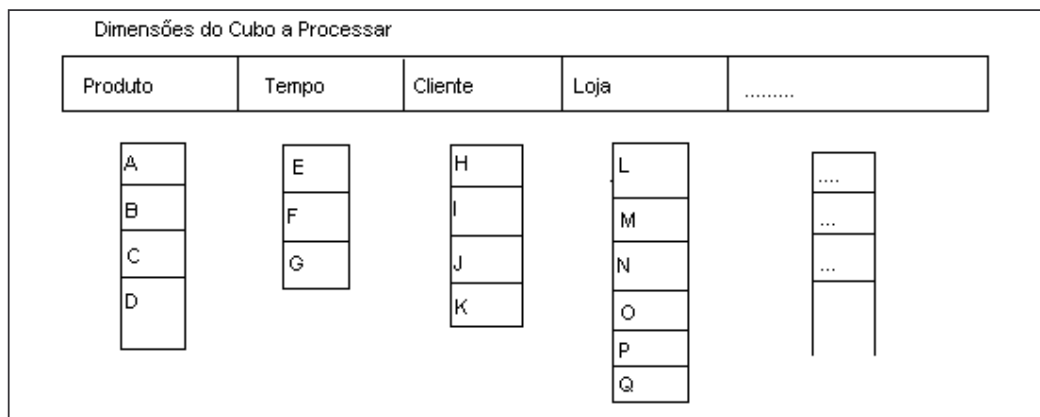 Dimensões do Cubo a Processar
Produto Tempo Cliente Loja .........
A E H L ....
B F I M ...
C G J N ...
D K O
P
Q